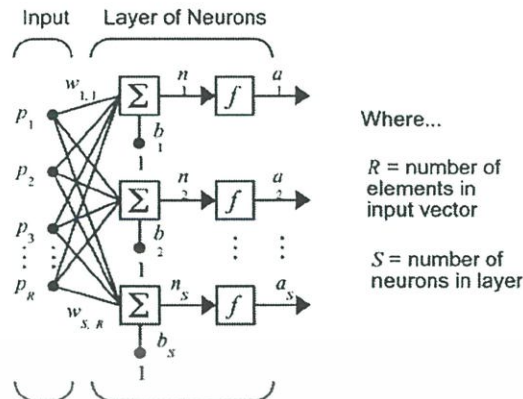 Input Layer of Neurons
w1,1 n1 a1
Σ f
p1
b1
1
p2
n2 a2
Σ f
p3
b2
1
pR
nS aS
Σ f
wS, R
bS
1
Where...
R = number of
elements in
input vector
S = number of
neurons in layer